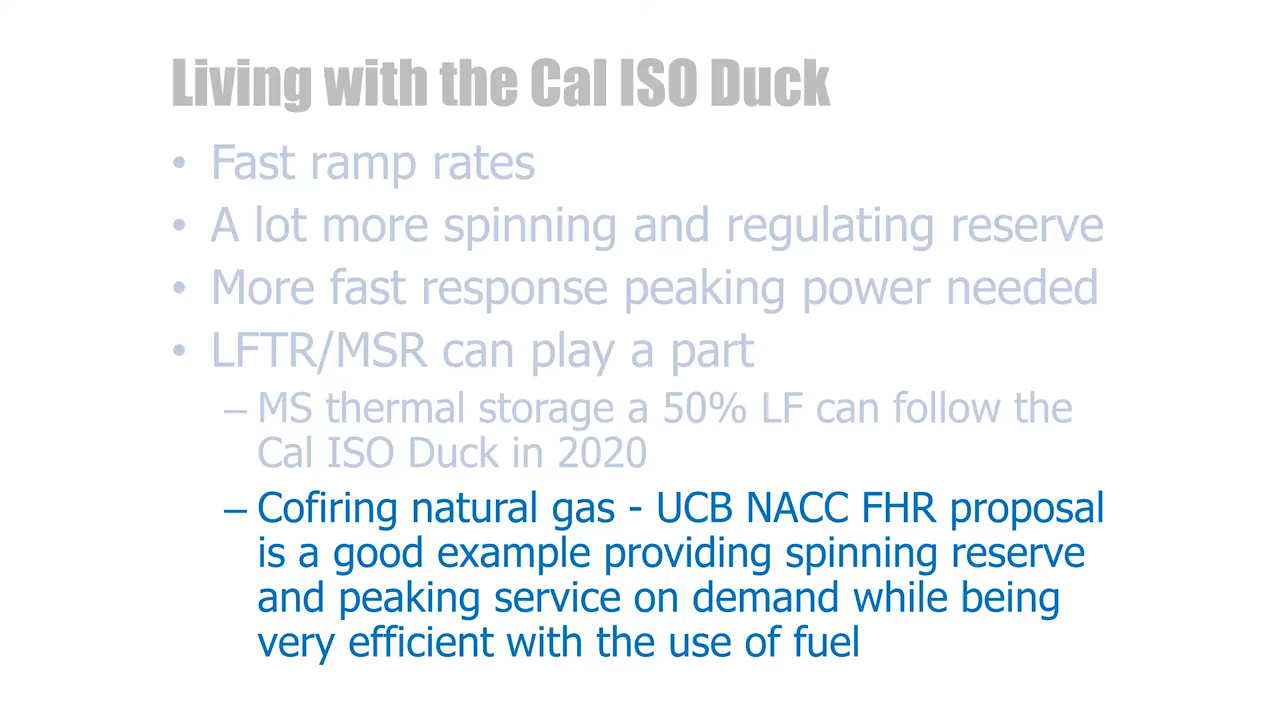 Living with the Cal ISO Duck
• Fast ramp rates
• A lot more spinning and regulating reserve
• More fast response peaking power needed
• LFTR/MSR can play a part
– MS thermal storage a 50% LF can follow the
Cal ISO Duck in 2020
– Cofiring natural gas - UCB NACC FHR proposal
is a good example providing spinning reserve
and peaking service on demand while being
very efficient with the use of fuel